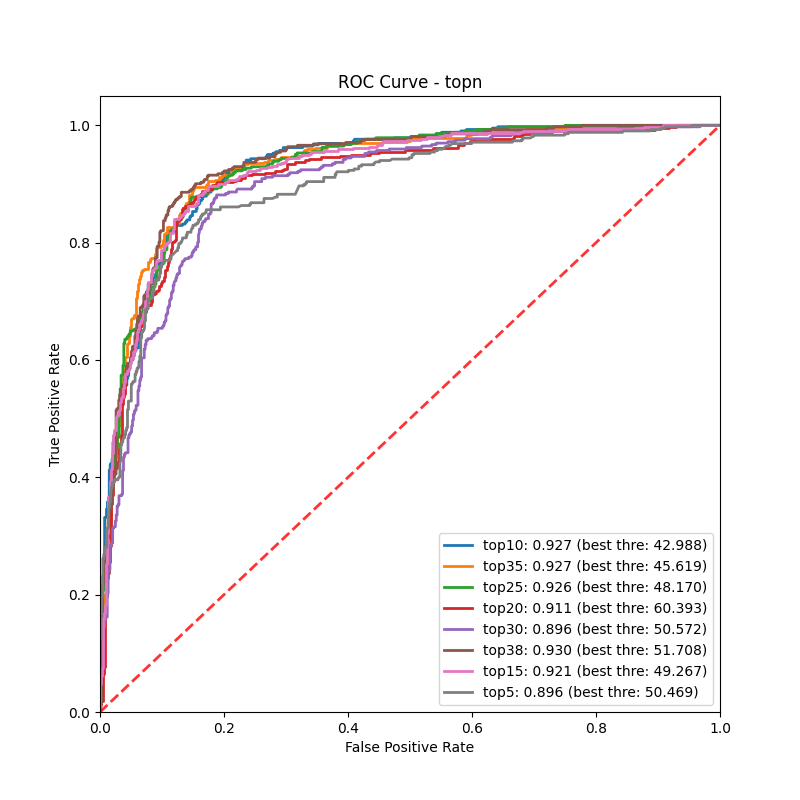 ROC Curve - topn
1.0
0.8
0.6
0.4
0.2
0.0
True Positive Rate
top10: 0.927 (best thre: 42.988)
top35: 0.927 (best thre: 45.619)
top25: 0.926 (best thre: 48.170)
top20: 0.911 (best thre: 60.393)
top30: 0.896 (best thre: 50.572)
top38: 0.930 (best thre: 51.708)
top15: 0.921 (best thre: 49.267)
top5: 0.896 (best thre: 50.469)
0.0 0.2 0.4 0.6 0.8 1.0
False Positive Rate